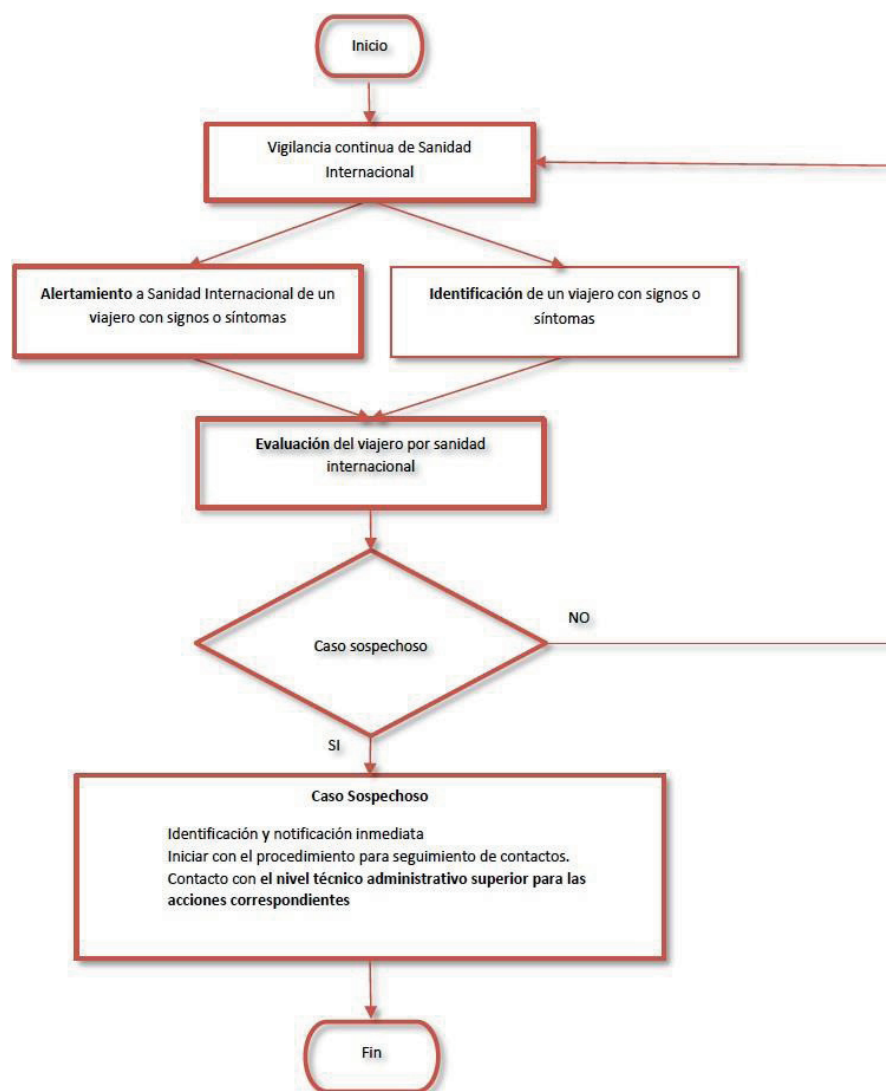 Inicio
Vigilancia continua de Sanidad
Internacional
Alertamiento a Sanidad Internacional de un
viajero con signos o síntomas
Identificación de un viajero con signos o
síntomas
Evaluación del viajero por sanidad
internacional
Caso sospechoso
NO
SI
Caso Sospechoso
Identificación y notificación inmediata
Iniciar con el procedimiento para seguimiento de contactos.
Contacto con el nivel técnico administrativo superior para las
acciones correspondientes
Fin